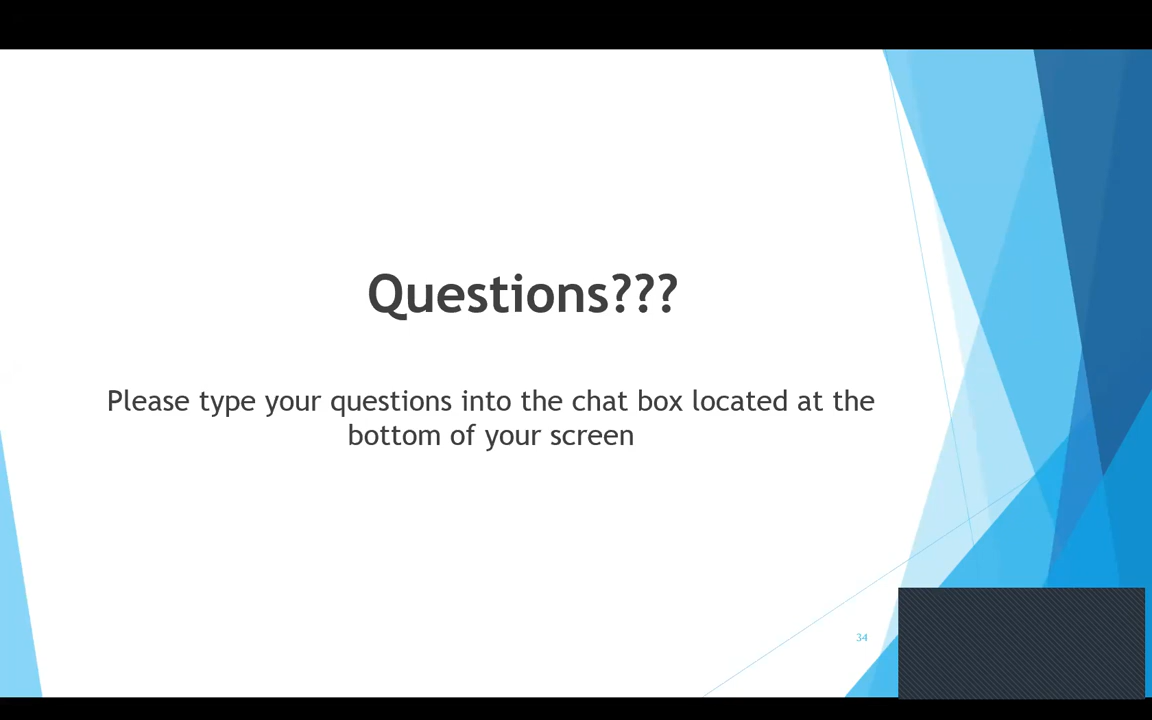 Questions???
Please type your questions into the chat box located at the
bottom of your screen
34